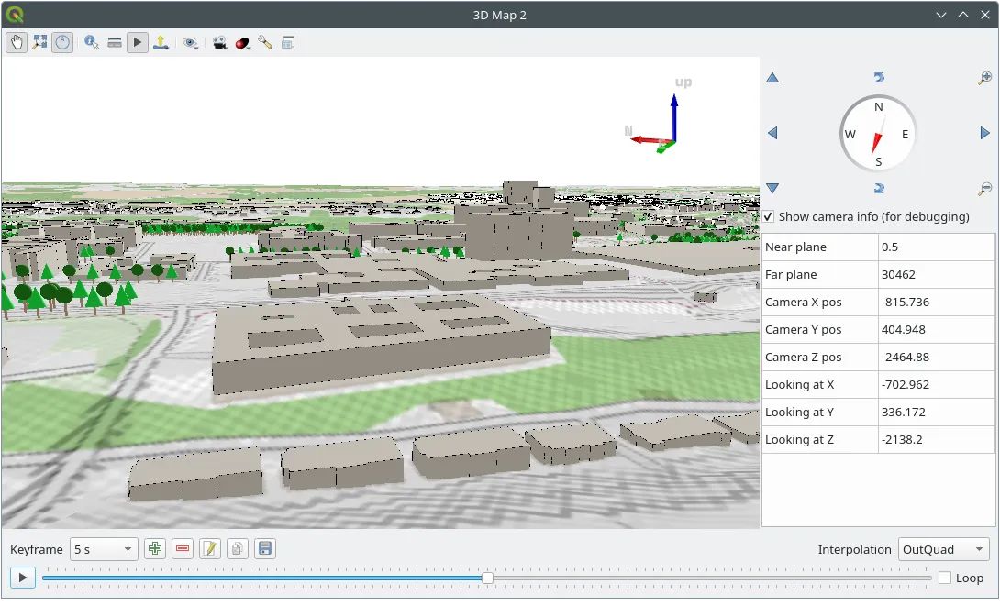 3D Map 2
up
N
N
W
E
S
Show camera info (for debugging)
Near plane 0.5
Far plane 30462
Camera X pos -815.736
Camera Y pos 404.948
Camera Z pos -2464.88
Looking at X -702.962
Looking at Y 336.172
Looking at Z -2138.2
Keyframe 5 s
Interpolation OutQuad
Loop